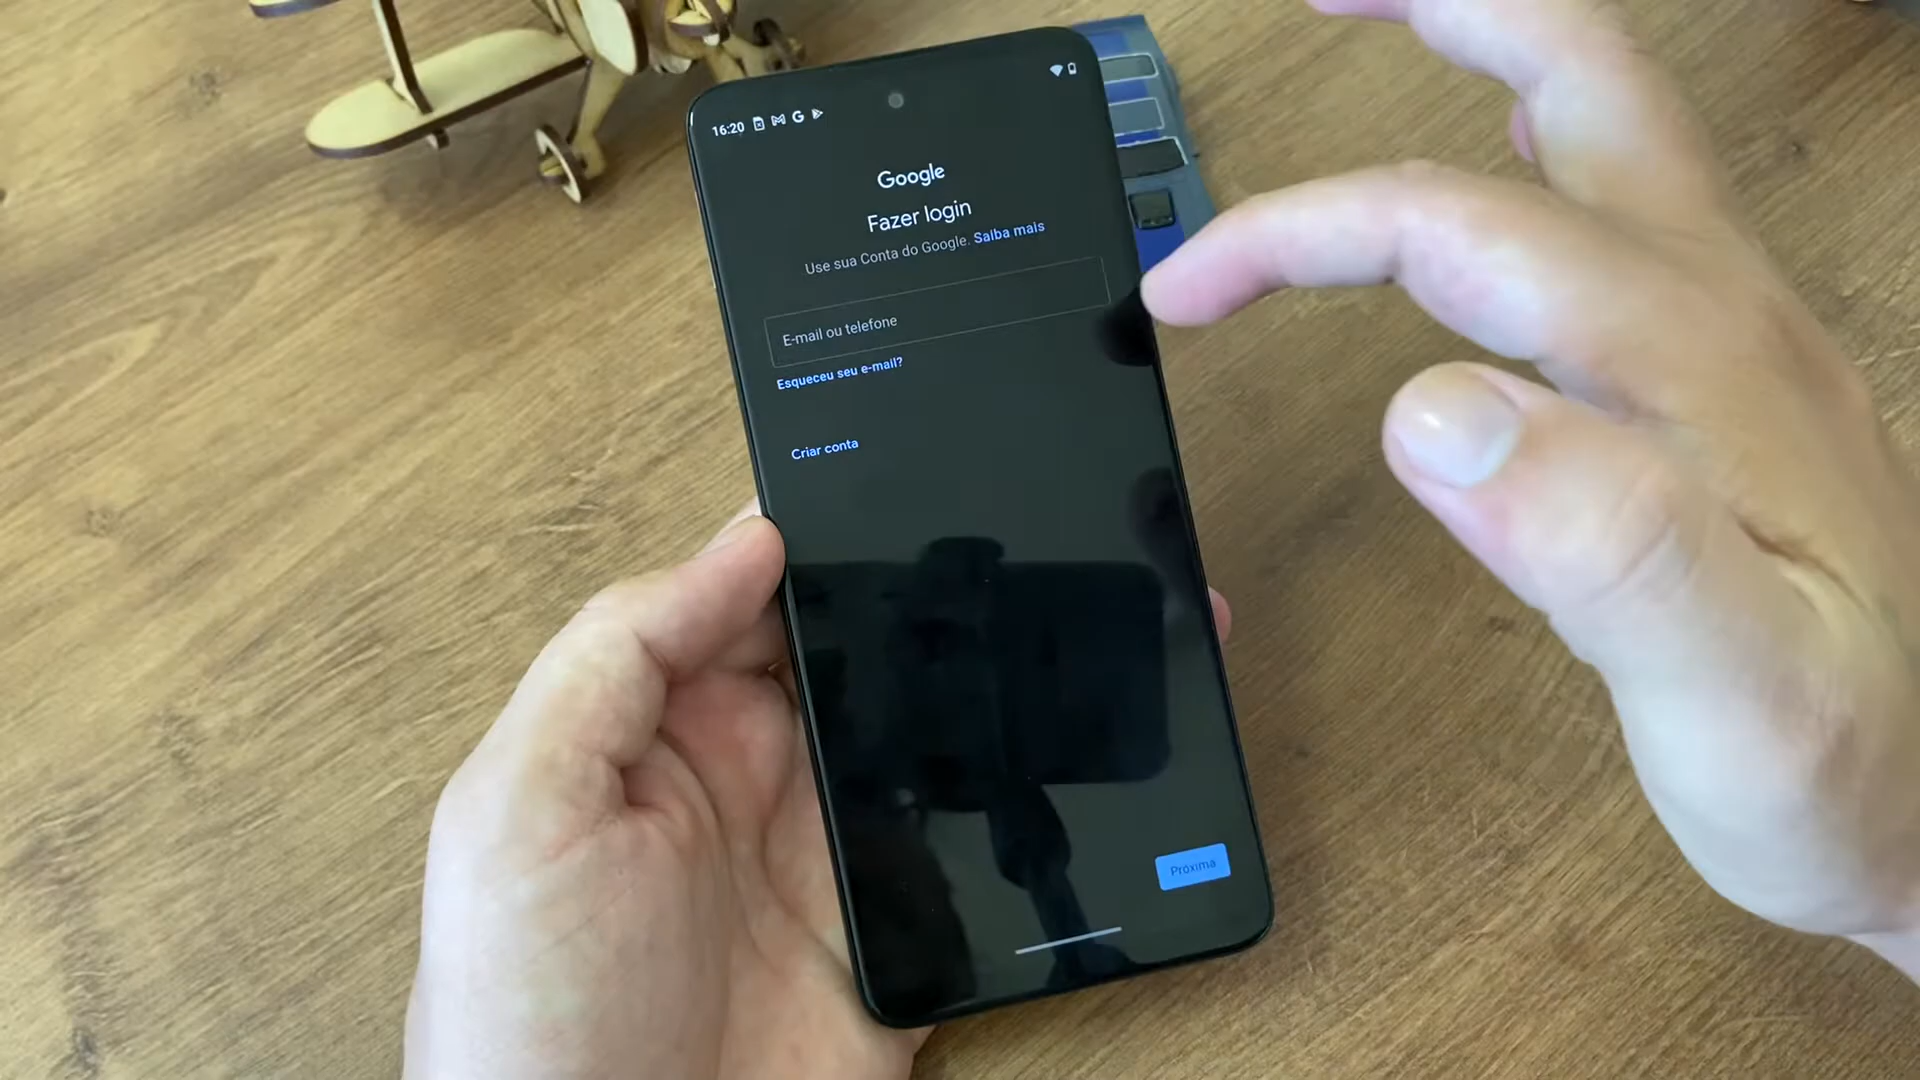 16:20
Google
Fazer login
Use sua Conta do Google. Saiba mais
E-mail ou telefone
Esqueceu seu e-mail?
Criar conta
Próxima